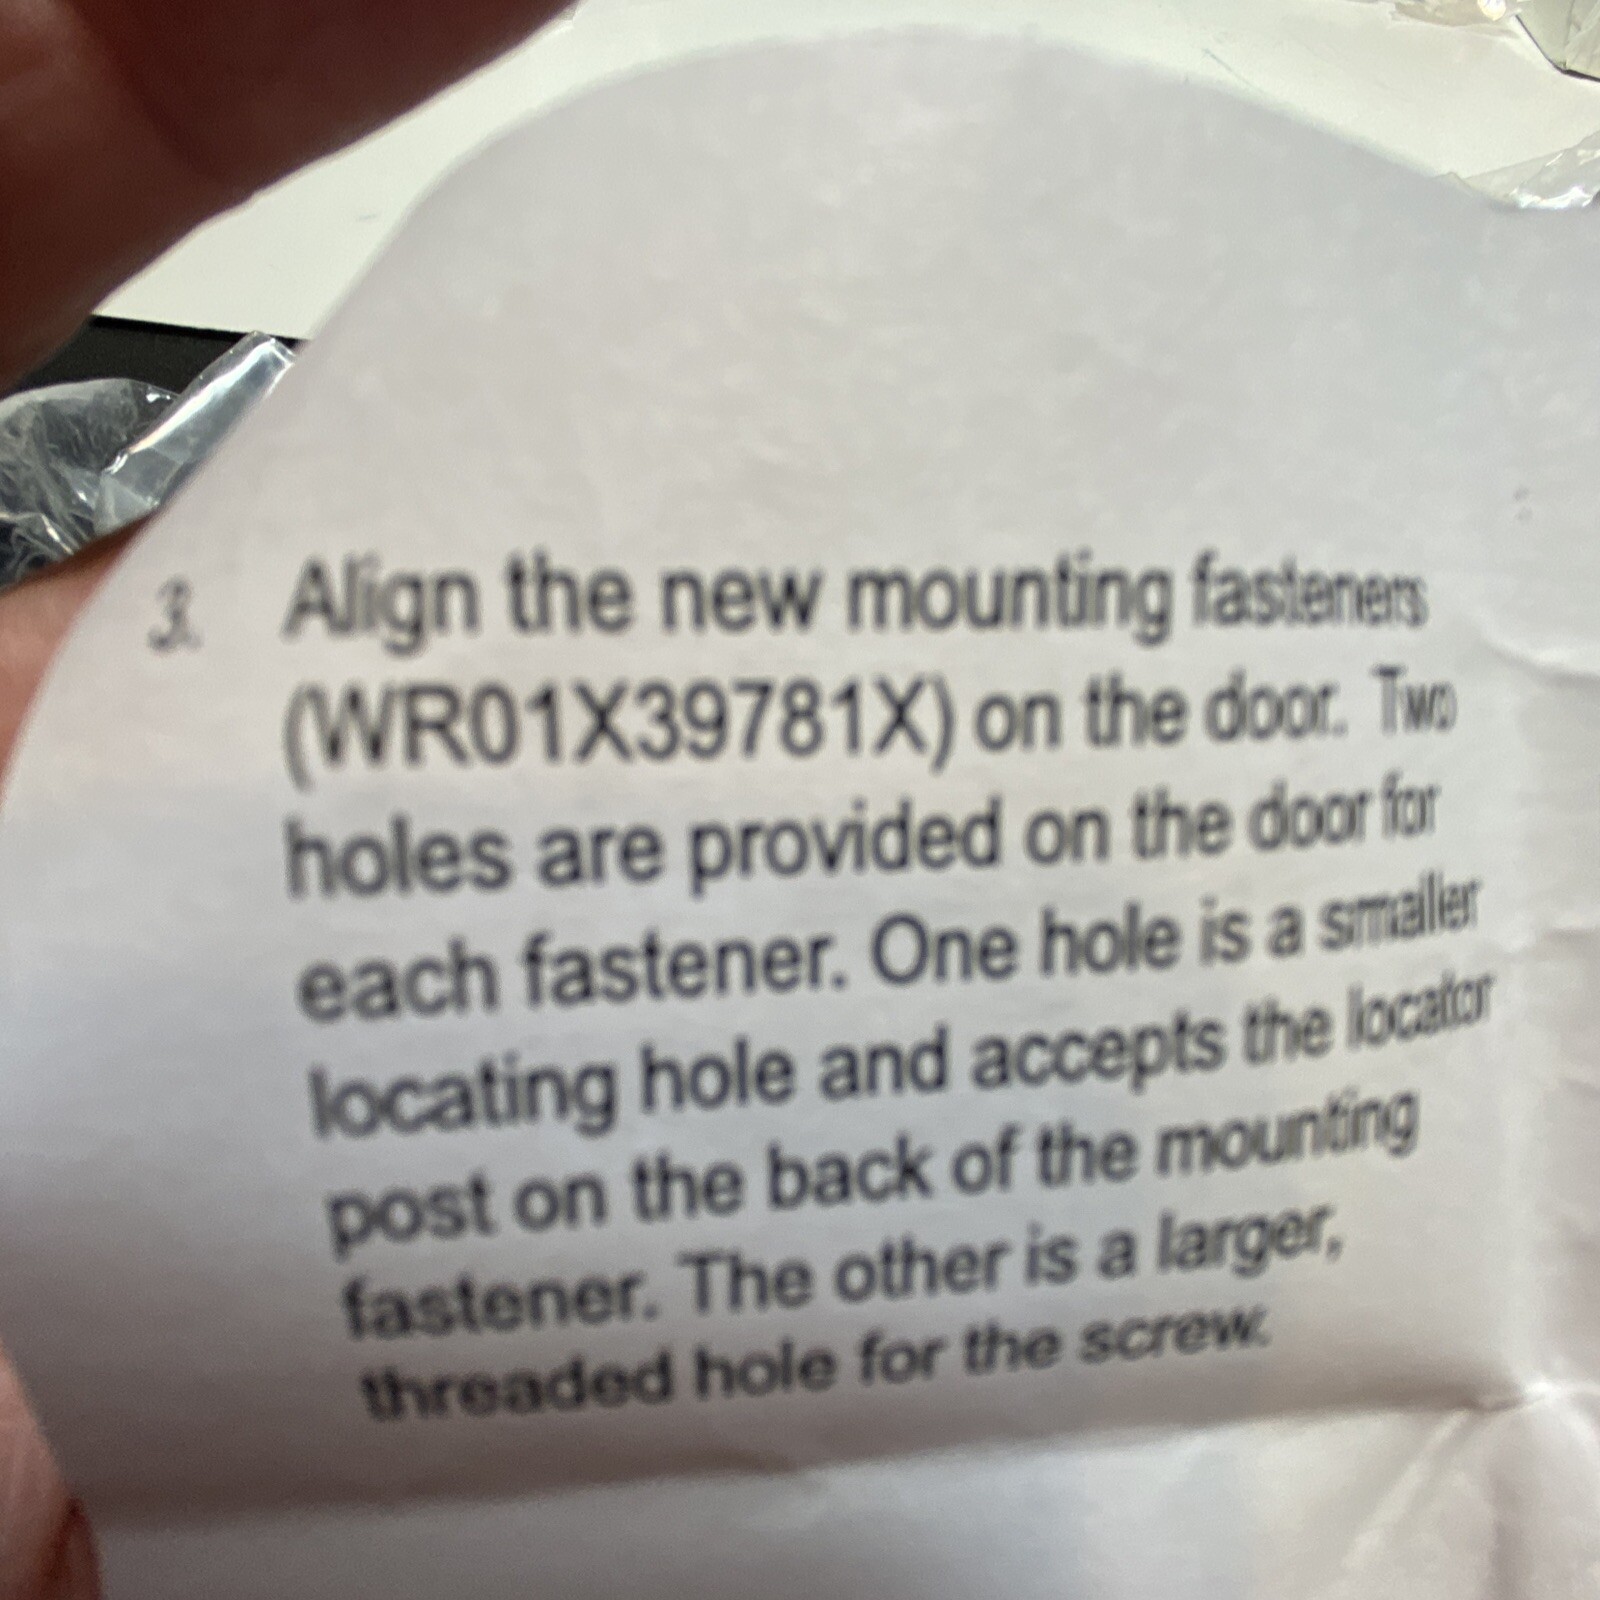 3. Align the new mounting fasteners
(WR01X39781X) on the door. Two
holes are provided on the door for
each fastener. One hole is a smaller
locating hole and accepts the locator
post on the back of the mounting
fastener. The other is a larger,
threaded hole for the screw.